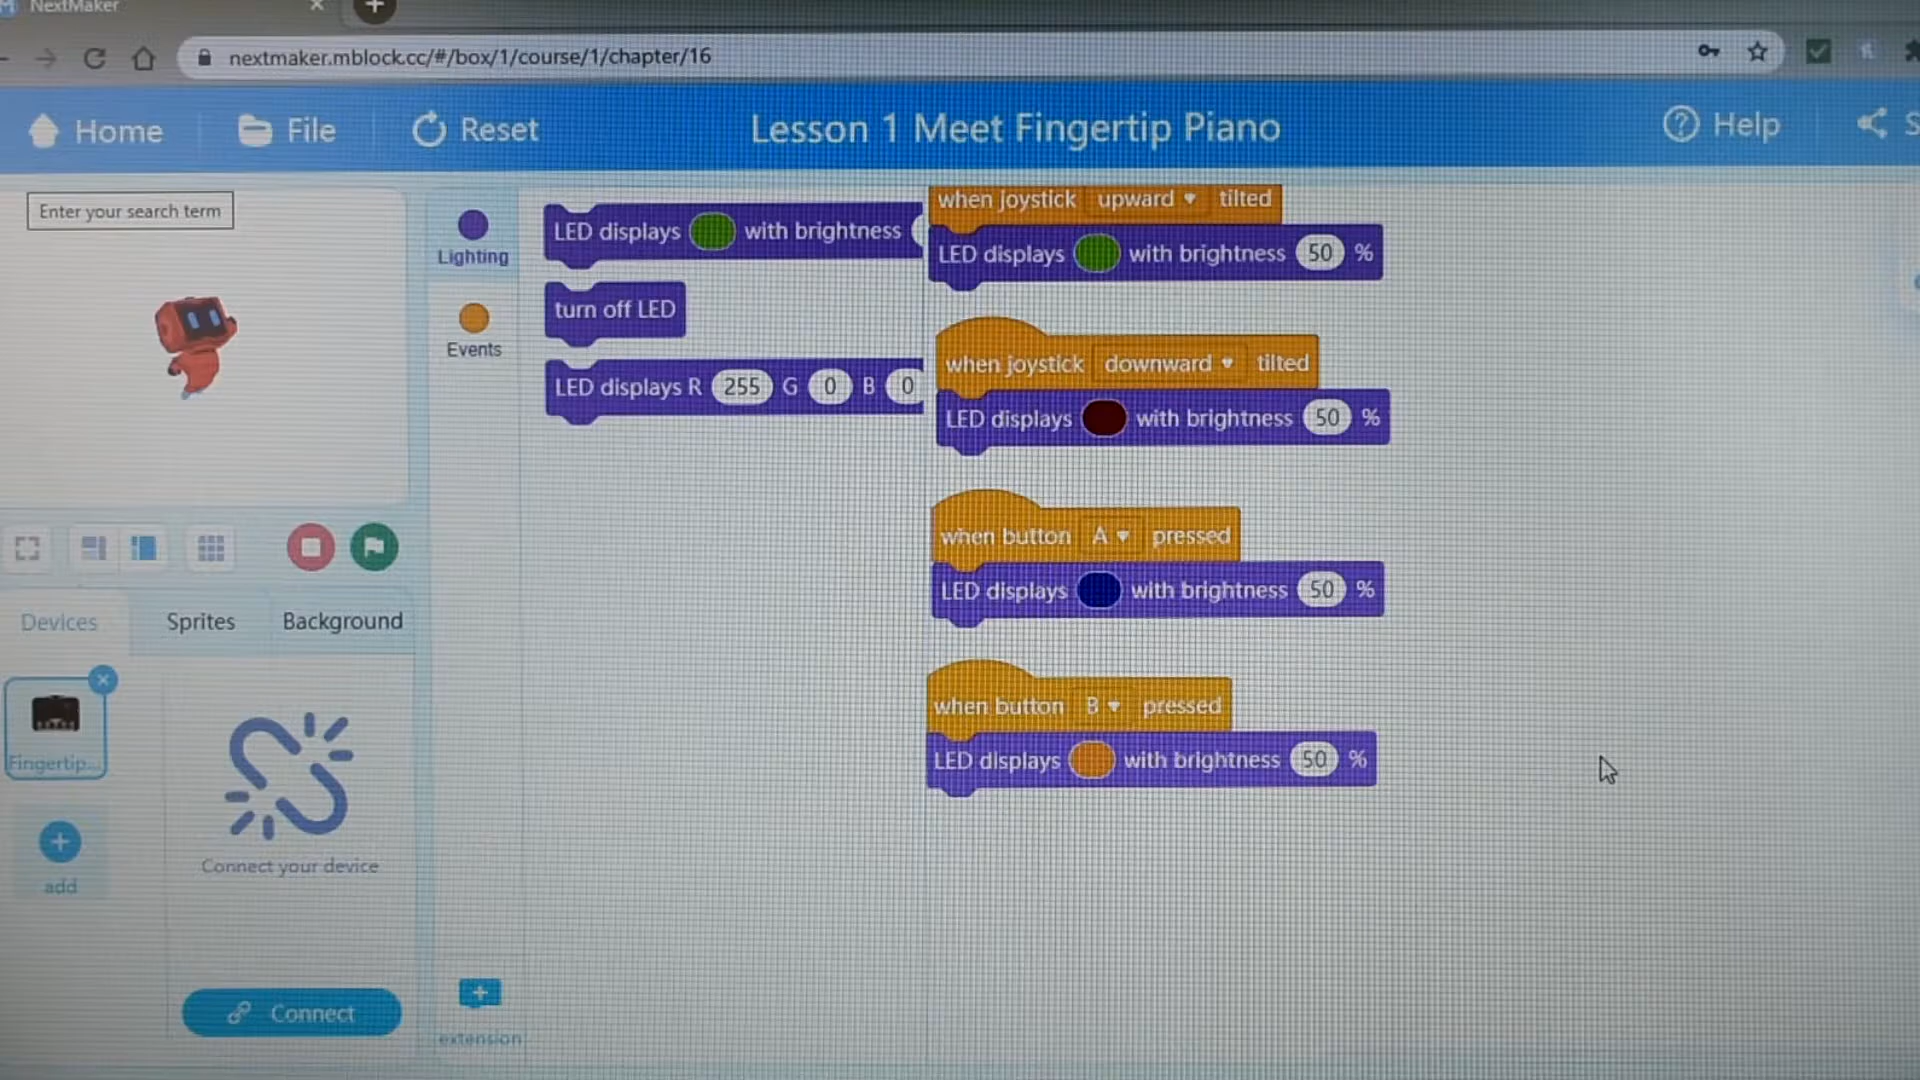 NextMaker
nextmaker.mblock.cc/#/box/1/course/1/chapter/16
Home File Reset Lesson 1 Meet Fingertip Piano Help S
Enter your search term
Lighting
Events
LED displays with brightness
turn off LED
LED displays R 255 G 0 B 0
when joystick upward tilted
LED displays with brightness 50 %
when joystick downward tilted
LED displays with brightness 50 %
when button A pressed
LED displays with brightness 50 %
when button B pressed
LED displays with brightness 50 %
Devices Sprites Background
Fingertip...
add
Connect your device
Connect
extension